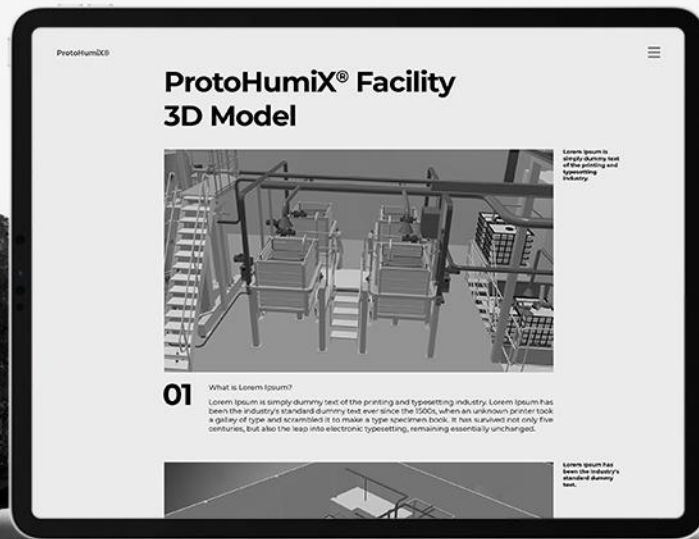 ProtoHumiX®
ProtoHumiX® Facility
3D Model
Lorem Ipsum is
simply dummy text
of the printing and
typesetting
industry
01
What is Lorem Ipsum?
Lorem Ipsum is simply dummy text of the printing and typesetting industry. Lorem Ipsum has
been the industry's standard dummy text ever since the 1500s, when an unknown printer took
a galley of type and scrambled it to make a type specimen book. It has survived not only five
centuries, but also the leap into electronic typesetting, remaining essentially unchanged.
Lorem Ipsum has
been the industry's
standard dummy
text.